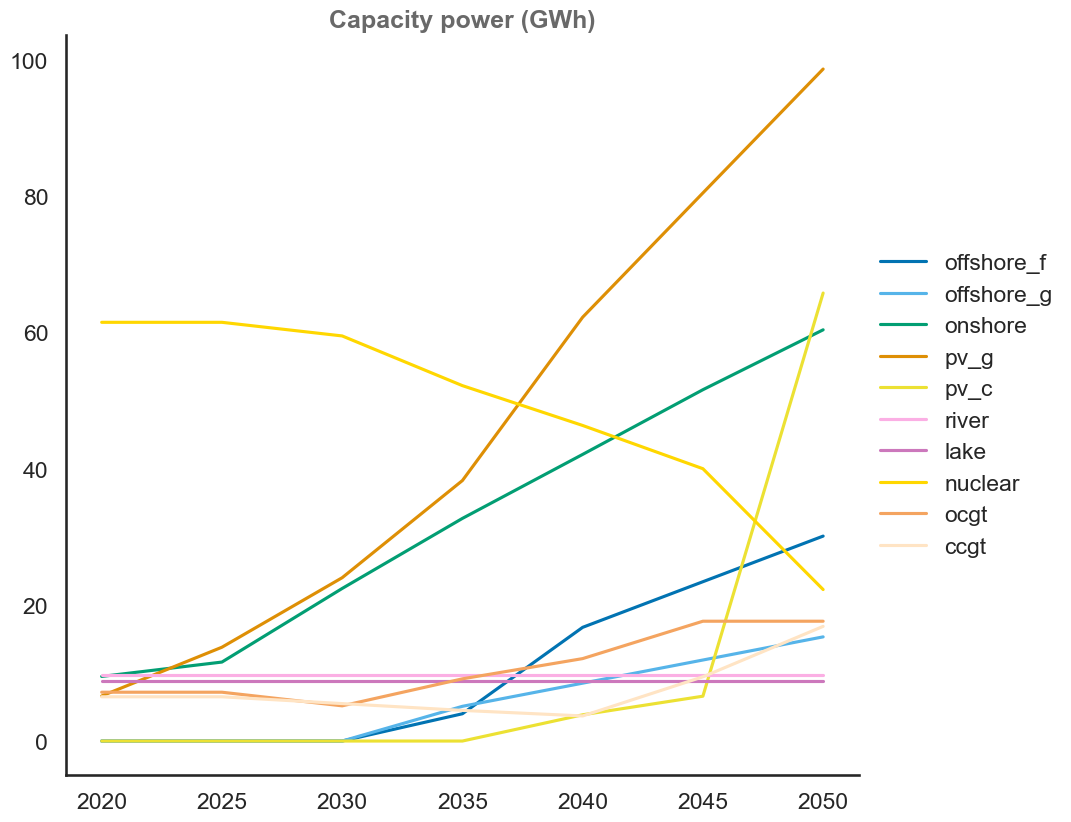 Capacity power (GWh)
100
80
60
40
20
0
2020 2025 2030 2035 2040 2045 2050
offshore_f
offshore_g
onshore
pv_g
pv_c
river
lake
nuclear
ocgt
ccgt